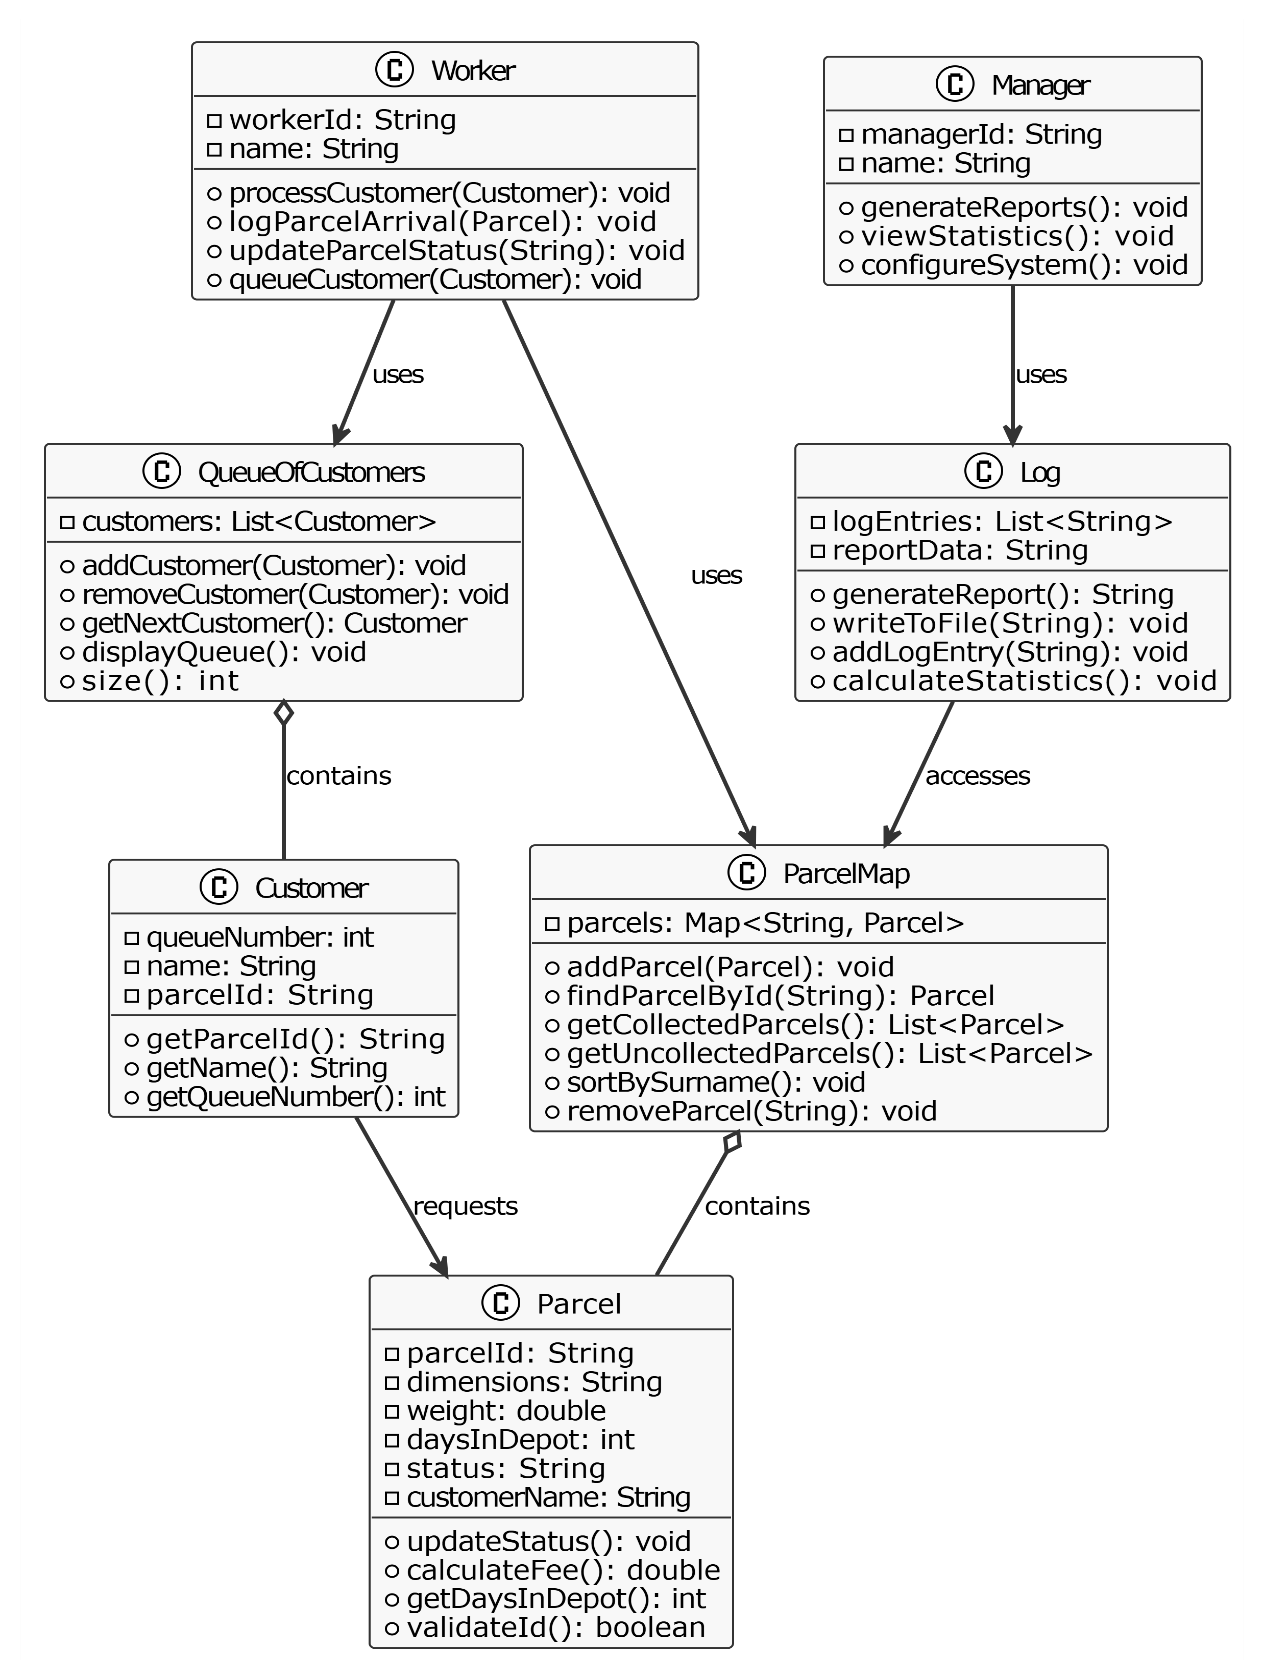 C Worker
workerId: String
name: String
processCustomer(Customer): void
logParcelArrival(Parcel): void
updateParcelStatus(String): void
queueCustomer(Customer): void
C Manager
managerId: String
name: String
generateReports(): void
viewStatistics(): void
configureSystem(): void
uses
uses
C QueueOfCustomers
customers: List<Customer>
addCustomer(Customer): void
removeCustomer(Customer): void
getNextCustomer(): Customer
displayQueue(): void
size(): int
uses
C Log
logEntries: List<String>
reportData: String
generateReport(): String
writeToFile(String): void
addLogEntry(String): void
calculateStatistics(): void
contains
accesses
C Customer
queueNumber: int
name: String
parcelId: String
getParcelId(): String
getName(): String
getQueueNumber(): int
C ParcelMap
parcels: Map<String, Parcel>
addParcel(Parcel): void
findParcelById(String): Parcel
getCollectedParcels(): List<Parcel>
getUncollectedParcels(): List<Parcel>
sortBySurname(): void
removeParcel(String): void
requests
contains
C Parcel
parcelId: String
dimensions: String
weight: double
daysInDepot: int
status: String
customerName: String
updateStatus(): void
calculateFee(): double
getDaysInDepot(): int
validateId(): boolean